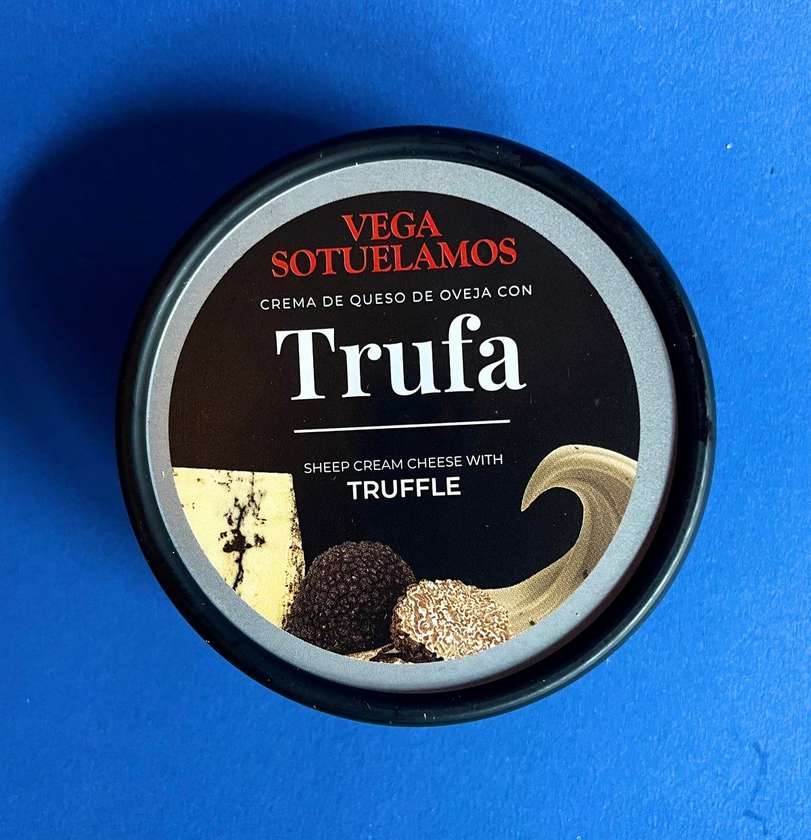 VEGA
SOTUELAMOS
CREMA DE QUESO DE OVEJA CON
Trufa
SHEEP CREAM CHEESE WITH
TRUFFLE